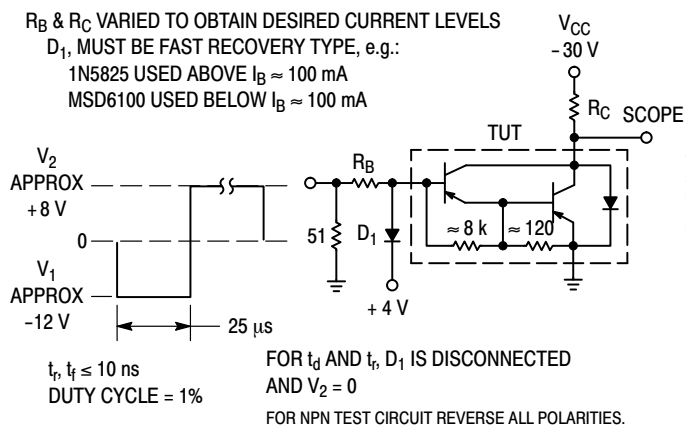 R_B & R_C VARIED TO OBTAIN DESIRED CURRENT LEVELS
D_1, MUST BE FAST RECOVERY TYPE, e.g.:
1N5825 USED ABOVE I_B ≈ 100 mA
MSD6100 USED BELOW I_B ≈ 100 mA
V_CC
– 30 V
R_C
SCOPE
TUT
V_2
APPROX
+ 8 V
0
V_1
APPROX
–12 V
25 μs
R_B
51
D_1
≈ 8 k
≈ 120
+ 4 V
t_r, t_f ≤ 10 ns
DUTY CYCLE = 1%
FOR t_d AND t_r, D_1 IS DISCONNECTED
AND V_2 = 0
FOR NPN TEST CIRCUIT REVERSE ALL POLARITIES.